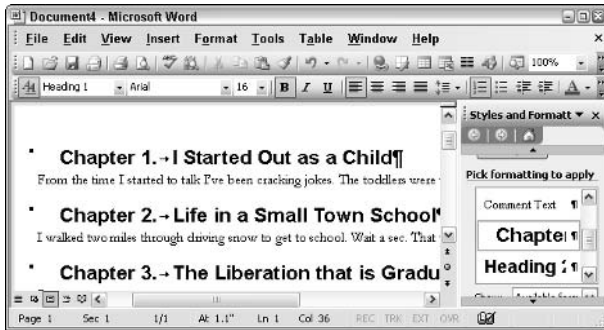 Document4 - Microsoft Word
File Edit View Insert Format Tools Table Window Help ×
100%
Heading 1 Arial 16 B I U A
Styles and Formatt ▼ ×
Chapter 1.→I Started Out as a Child¶
From the time I started to talk I've been cracking jokes. The toddlers were
Chapter 2.→Life in a Small Town School¶
I walked two miles through driving snow to get to school. Wait a sec. That
Chapter 3.→The Liberation that is Gradu
Pick formatting to apply
Comment Text ¶
Chapte ¶
Heading 2 ¶
Page 1 Sec 1 1/1 At 1.1" Ln 1 Col 36 REC TRK EXT OVR